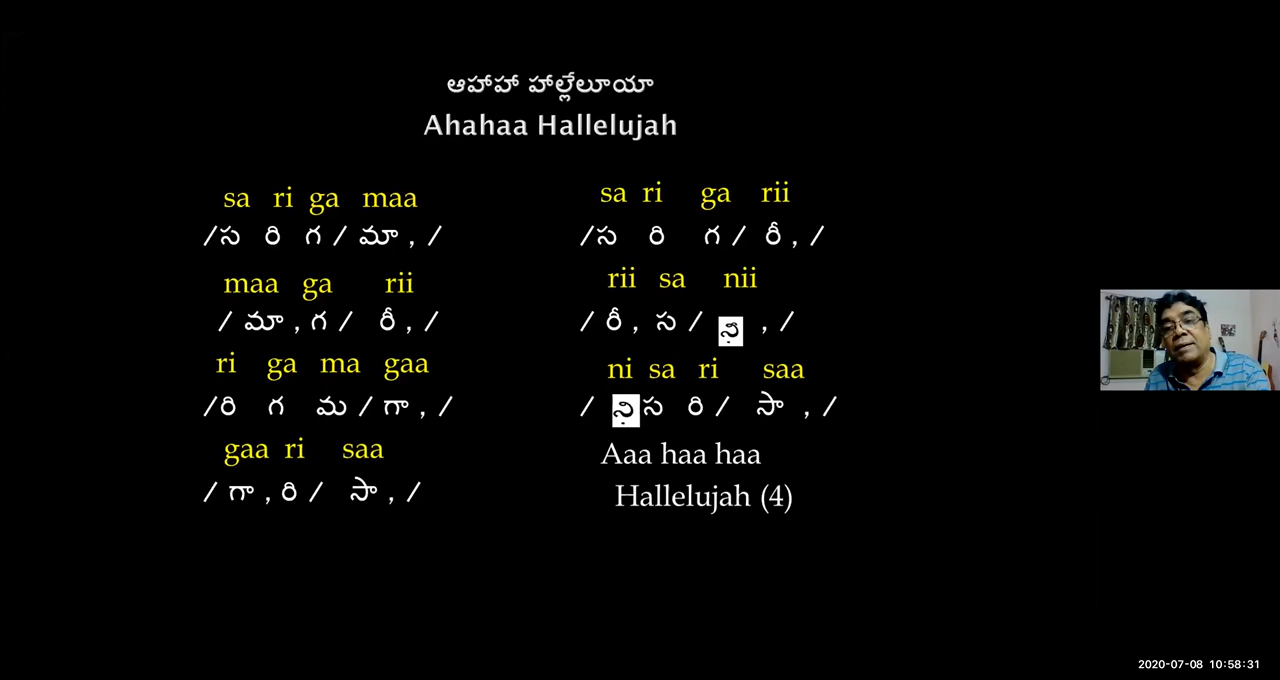 ఆహాహా హాల్లేలూయా
Ahahaa Hallelujah
sa ri ga maa
/స రి గ / మా , /
maa ga rii
/ మా , గ / రీ , /
ri ga ma gaa
/రి గ మ / గా , /
gaa ri saa
/ గా , రి / సా , /
sa ri ga rii
/స రి గ / రీ , /
rii sa nii
/ రీ , స / ని़ , /
ni sa ri saa
/ ని़ స రి / సా , /
Aaa haa haa
Hallelujah (4)
2020-07-08 10:58:31